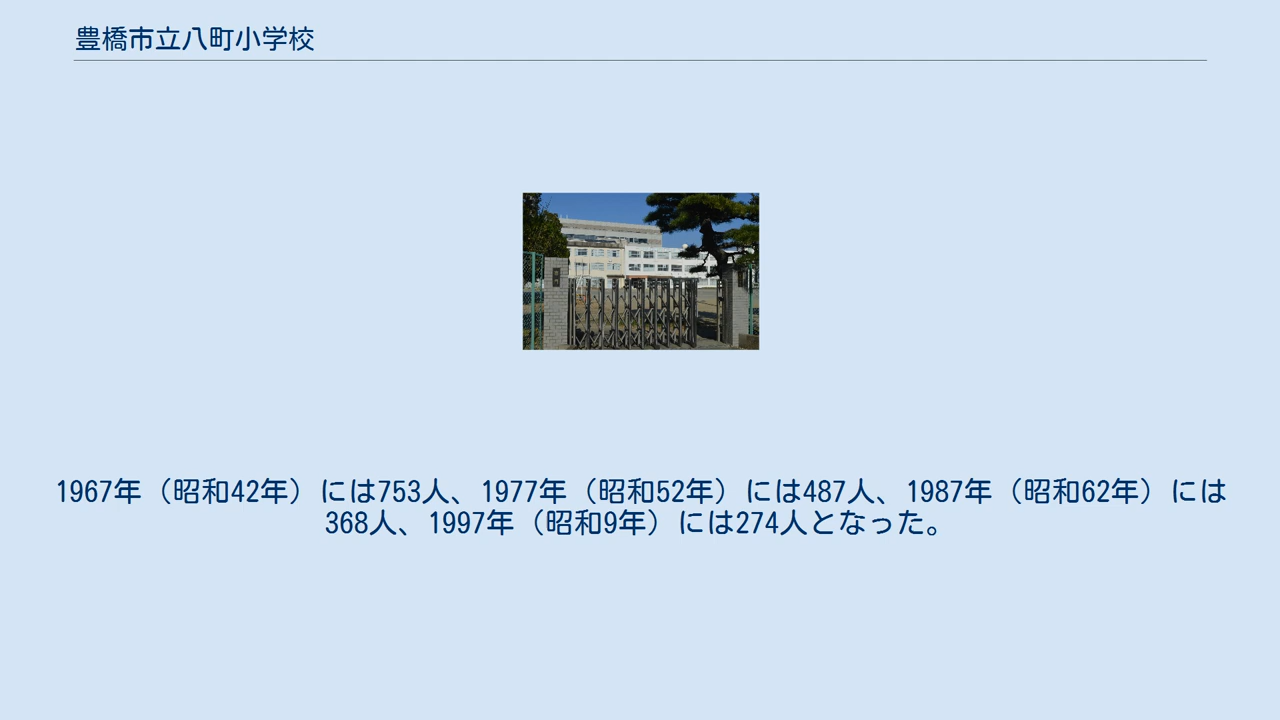 豊橋市立八町小学校
1967年（昭和42年）には753人、1977年（昭和52年）には487人、1987年（昭和62年）には
368人、1997年（昭和9年）には274人となった。